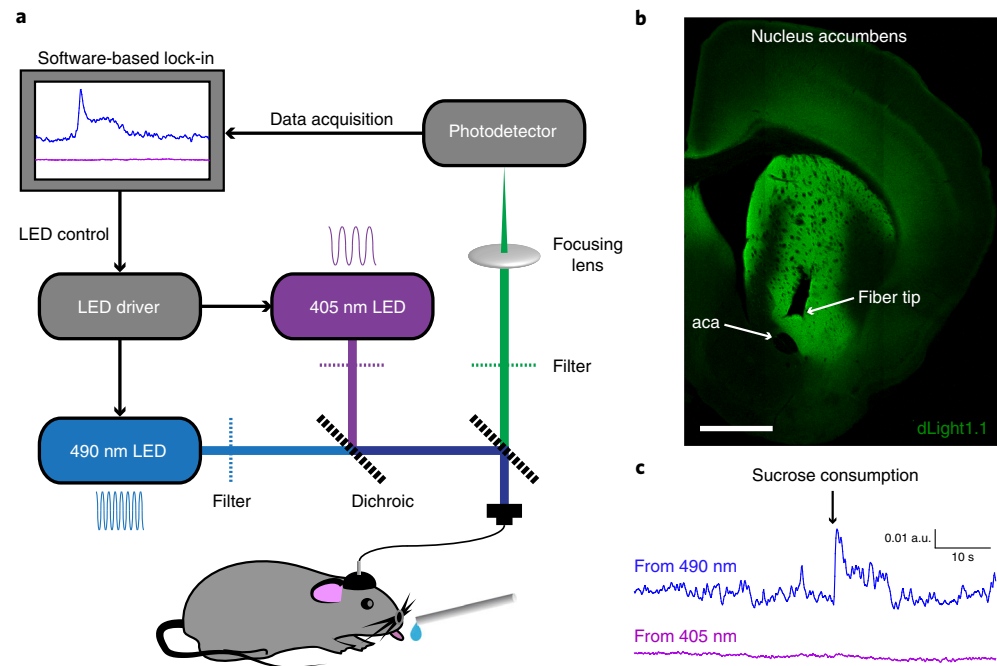 a
Software-based lock-in
Data acquisition
Photodetector
LED control
Focusing
lens
LED driver
405 nm LED
Filter
490 nm LED
Filter
Dichroic
b
Nucleus accumbens
Fiber tip
aca
dLight1.1
c
Sucrose consumption
0.01 a.u.
10 s
From 490 nm
From 405 nm